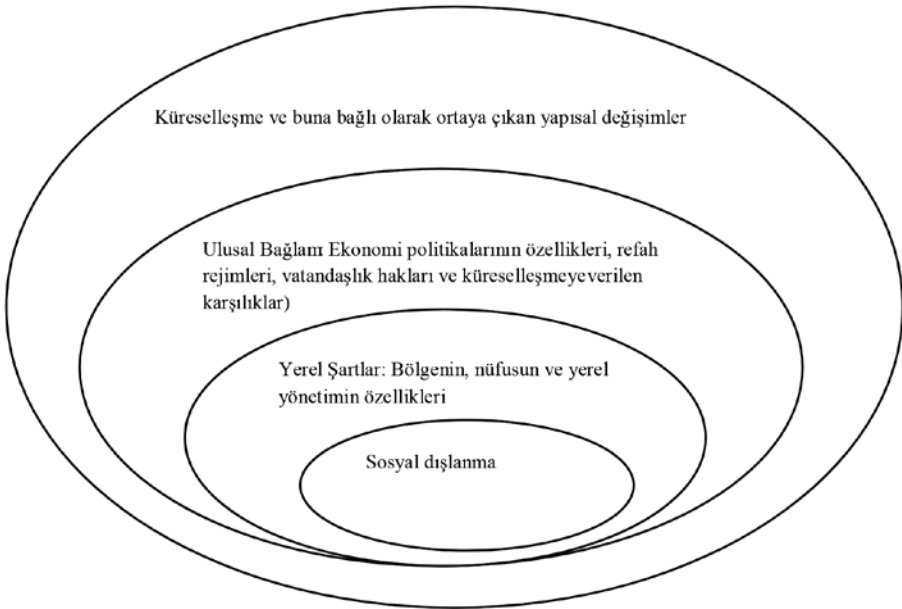 Küreselleşme ve buna bağlı olarak ortaya çıkan yapısal değişimler
Ulusal Bağlam Ekonomi politikalarının özellikleri, refah
rejimleri, vatandaşlık hakları ve küreselleşmeyeverilen
karşılıklar)
Yerel Şartlar: Bölgenin, nüfusun ve yerel
yönetimin özellikleri
Sosyal dışlanma